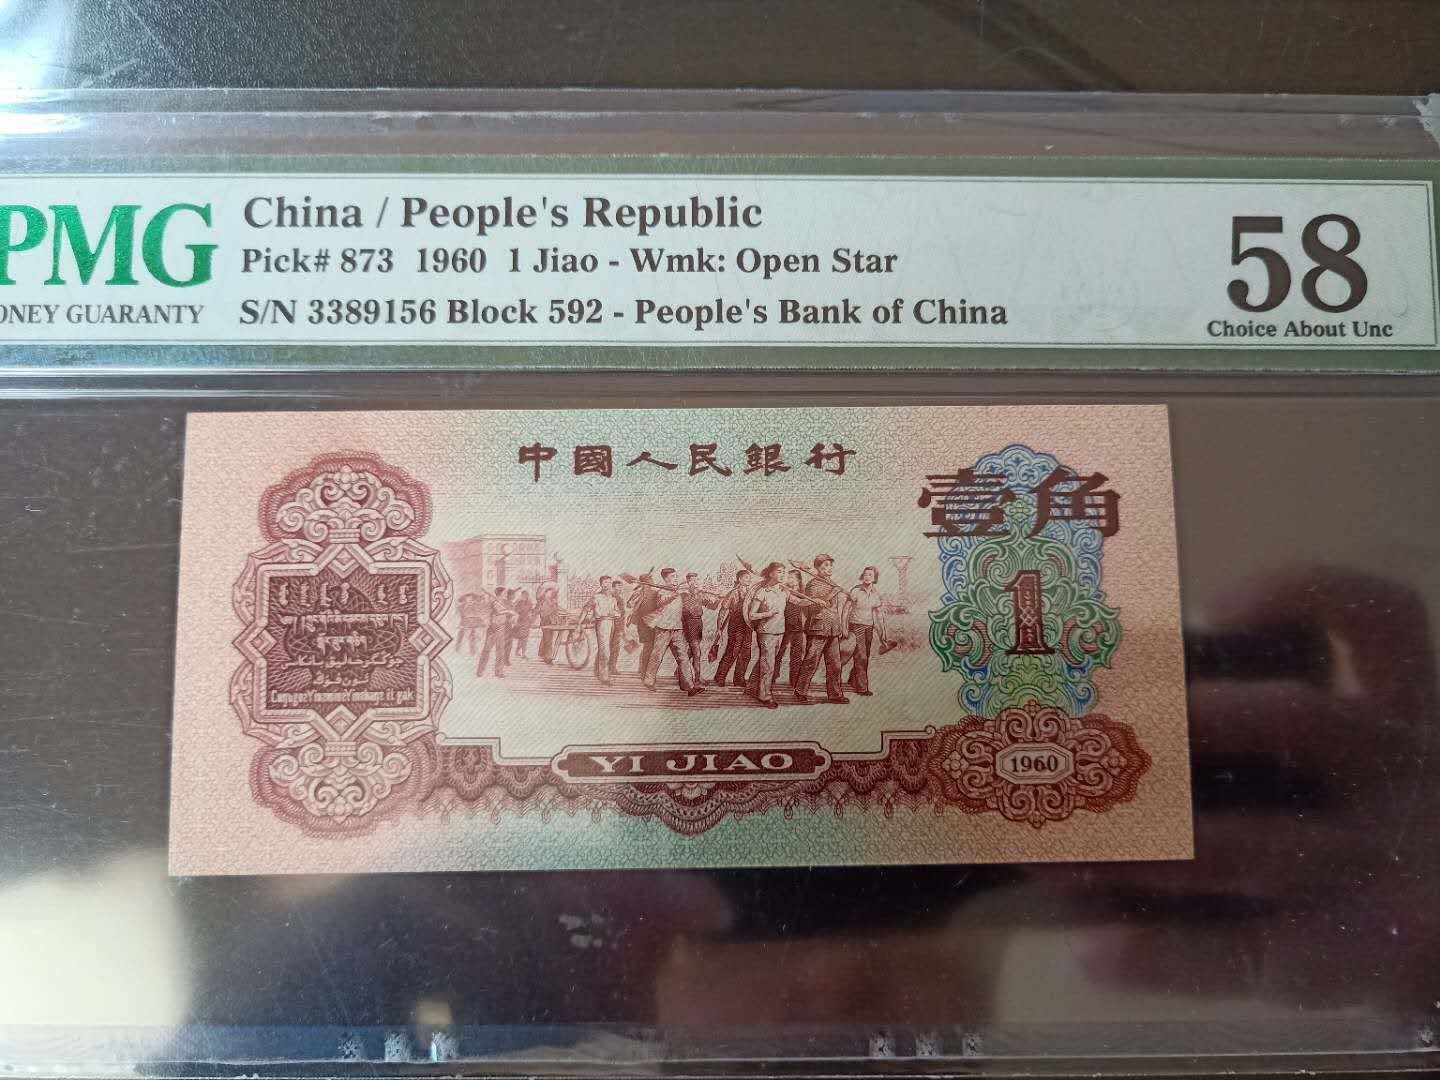 PMG
China / People's Republic
Pick# 873 1960 1 Jiao - Wmk: Open Star
S/N 3389156 Block 592 - People's Bank of China
ONEY GUARANTY
58
Choice About Unc
中國人民銀行
壹角
1
YI JIAO
1960